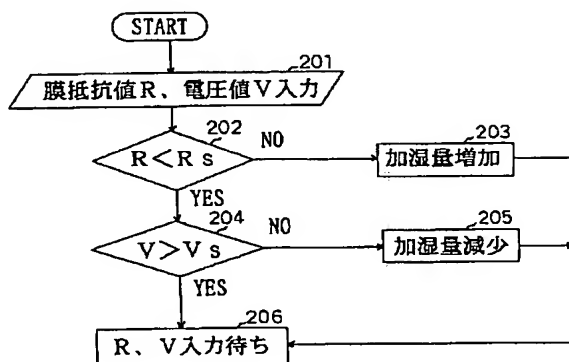 START
201
膜抵抗値R、電圧値V入力
202
R<Rs
NO
203
加湿量増加
YES
204
V>Vs
NO
205
加湿量減少
YES
206
R、V入力待ち